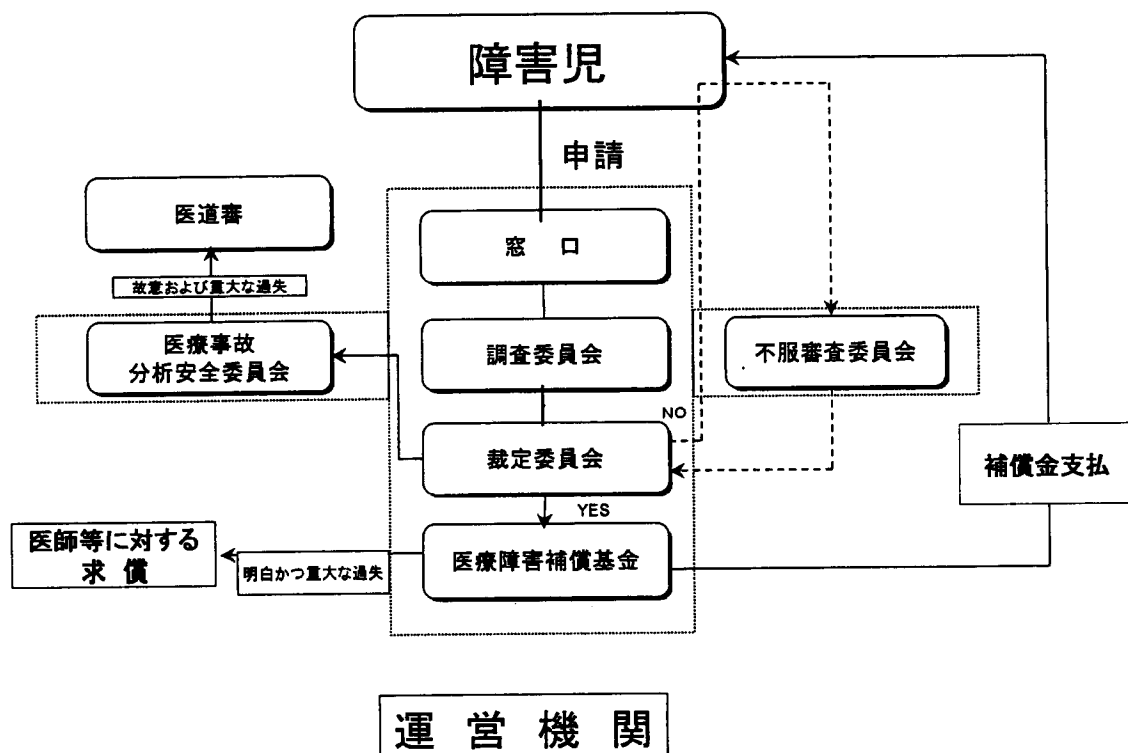 障害児
申請
医道審
窓 口
故意および重大な過失
医療事故
分析安全委員会
調査委員会
不服審査委員会
NO
裁定委員会
補償金支払
YES
医師等に対する
求 償
明白かつ重大な過失
医療障害補償基金
運 営 機 関